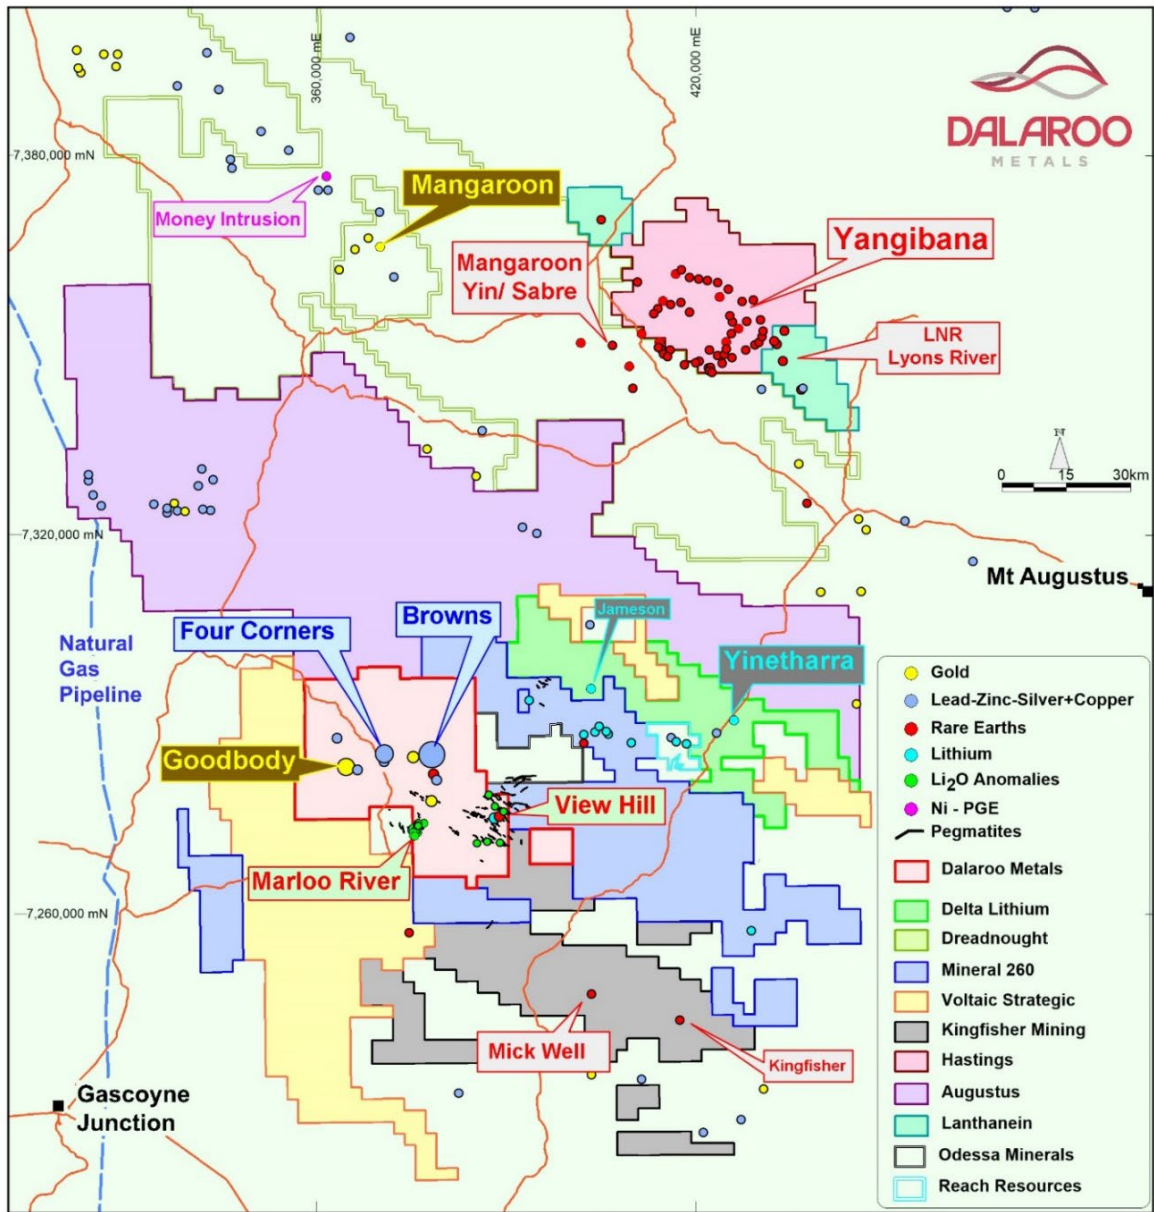 360,000 mE
420,000 mE
DALAROO
METALS
7,380,000 mN
Mangaroon
Money Intrusion
Yangibana
Mangaroon
Yin/ Sabre
LNR
Lyons River
N
0 15 30km
7,320,000 mN
Mt Augustus
Natural
Gas
Pipeline
Four Corners
Browns
Jameson
Yinetharra
Goodbody
View Hill
Marloo River
7,260,000 mN
Mick Well
Kingfisher
Gascoyne
Junction
Gold
Lead-Zinc-Silver+Copper
Rare Earths
Lithium
Li2O Anomalies
Ni - PGE
Pegmatites
Dalaroo Metals
Delta Lithium
Dreadnought
Mineral 260
Voltaic Strategic
Kingfisher Mining
Hastings
Augustus
Lanthanein
Odessa Minerals
Reach Resources